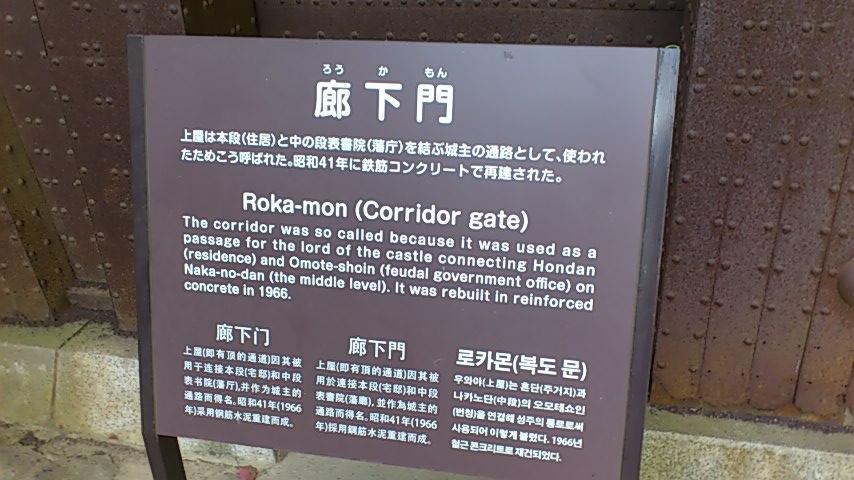 ろう か もん
廊下門
上屋は本段(住居)と中の段表書院(藩庁)を結ぶ城主の通路として、使われ
たためこう呼ばれた。昭和41年に鉄筋コンクリートで再建された。
Roka-mon (Corridor gate)
The corridor was so called because it was used as a
passage for the lord of the castle connecting Hondan
(residence) and Omote-shoin (feudal government office) on
Naka-no-dan (the middle level). It was rebuilt in reinforced
concrete in 1966.
廊下门
上屋(即有顶的通道)因其被
用于连接本段(宅邸)和中段
表书院(藩厅),并作为城主的
通路而得名。昭和41年(1966
年)采用钢筋水泥重建而成。
廊下門
上屋(即有頂的通道)因其被
用於連接本段(宅邸)和中段
表書院(藩廳),並作為城主的
通路而得名。昭和41年(1966
年)採用鋼筋水泥重建而成。
로카몬(복도 문)
우와야(上屋)는 혼단(주거지)과
나카노단(中段)의 오모테쇼인
(번청)을 연결해 성주의 통로로써
사용되어 이렇게 불렸다. 1966년
철근 콘크리트로 재건되었다.